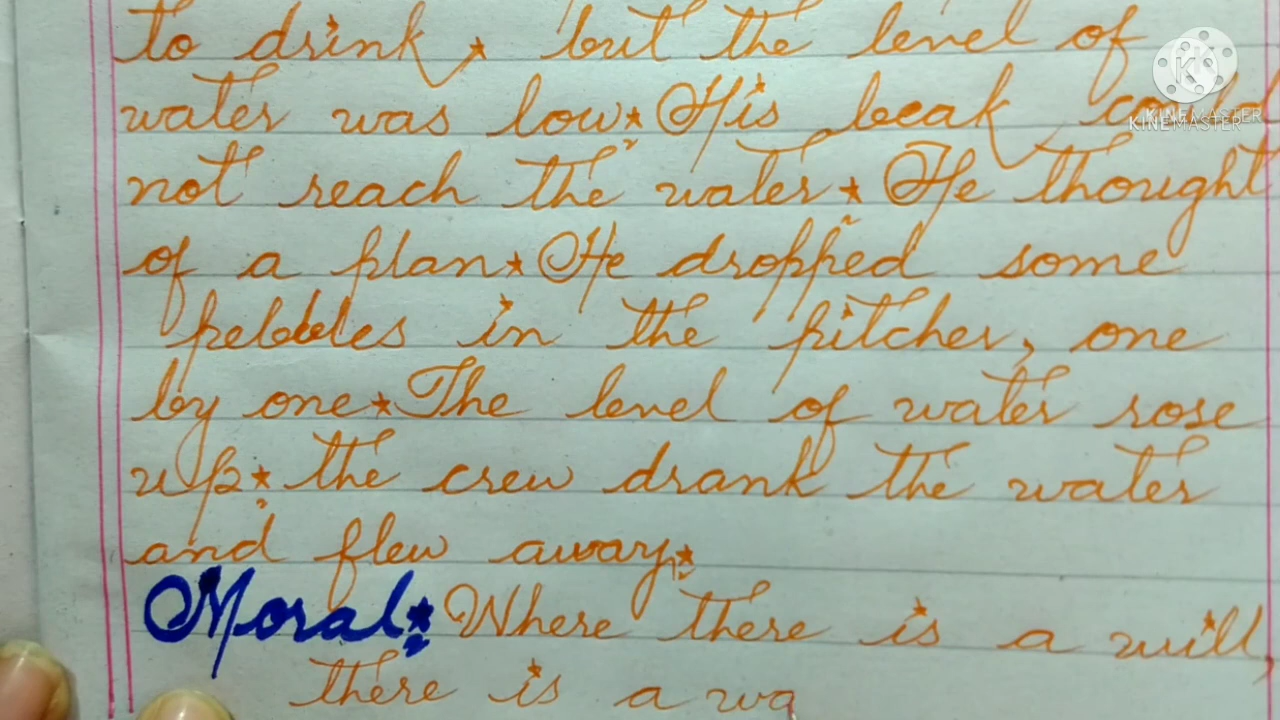 to drink. but the level of
water was low. His beak could
not reach the water. He thought
of a plan. He dropped some
pebbles in the pitcher, one
by one. The level of water rose
up. the crew drank the water
and flew away.
Moral: Where there is a will,
there is a wa
KINEMASTER
KINEMASTER